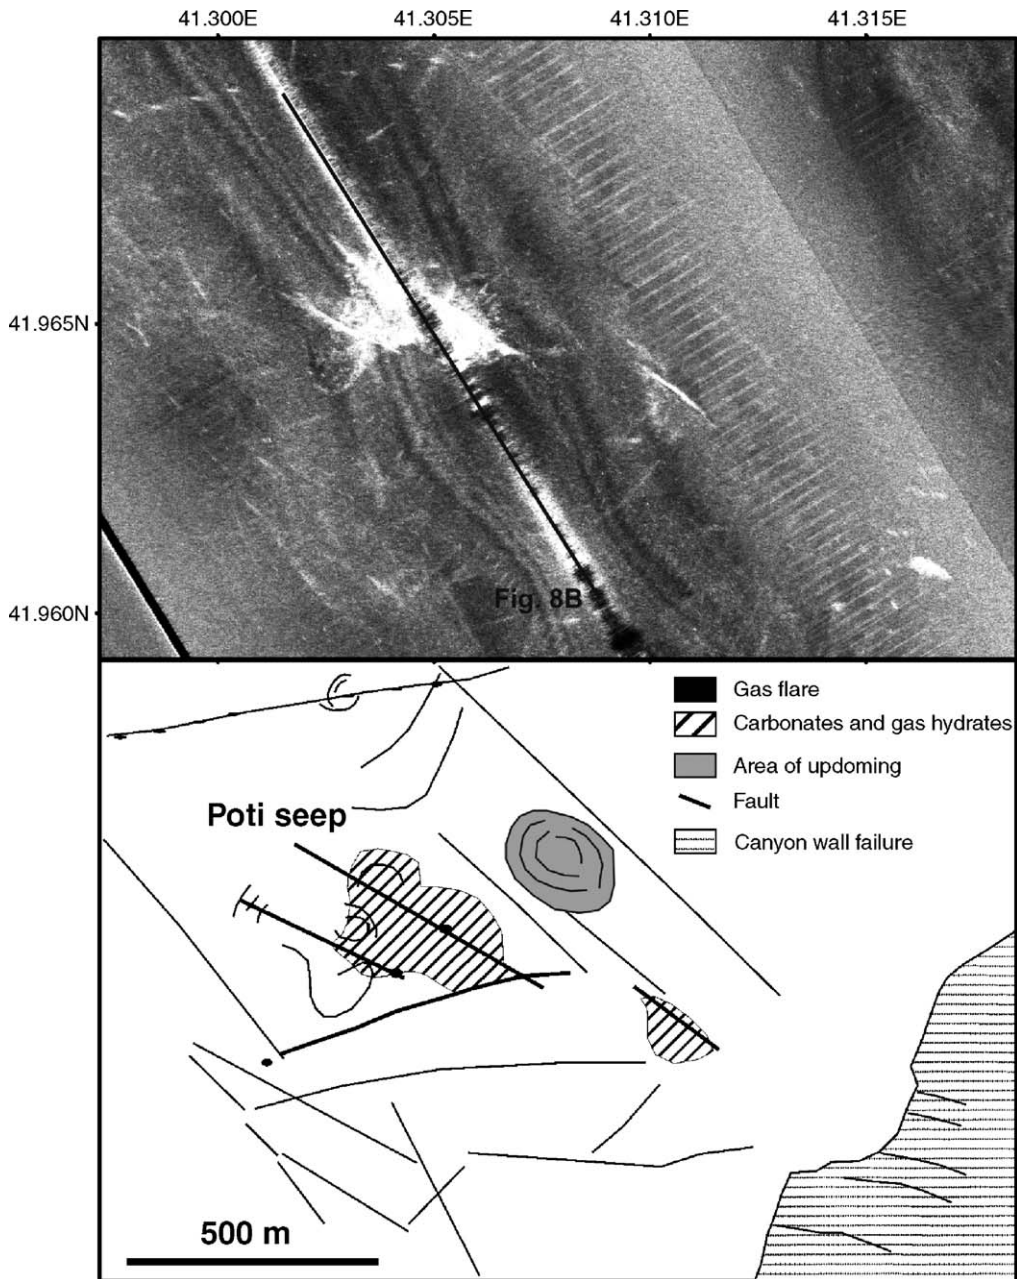 41.300E 41.305E 41.310E 41.315E
41.965N
41.960N
Fig. 8B
Gas flare
Carbonates and gas hydrates
Area of updoming
Fault
Canyon wall failure
Poti seep
500 m